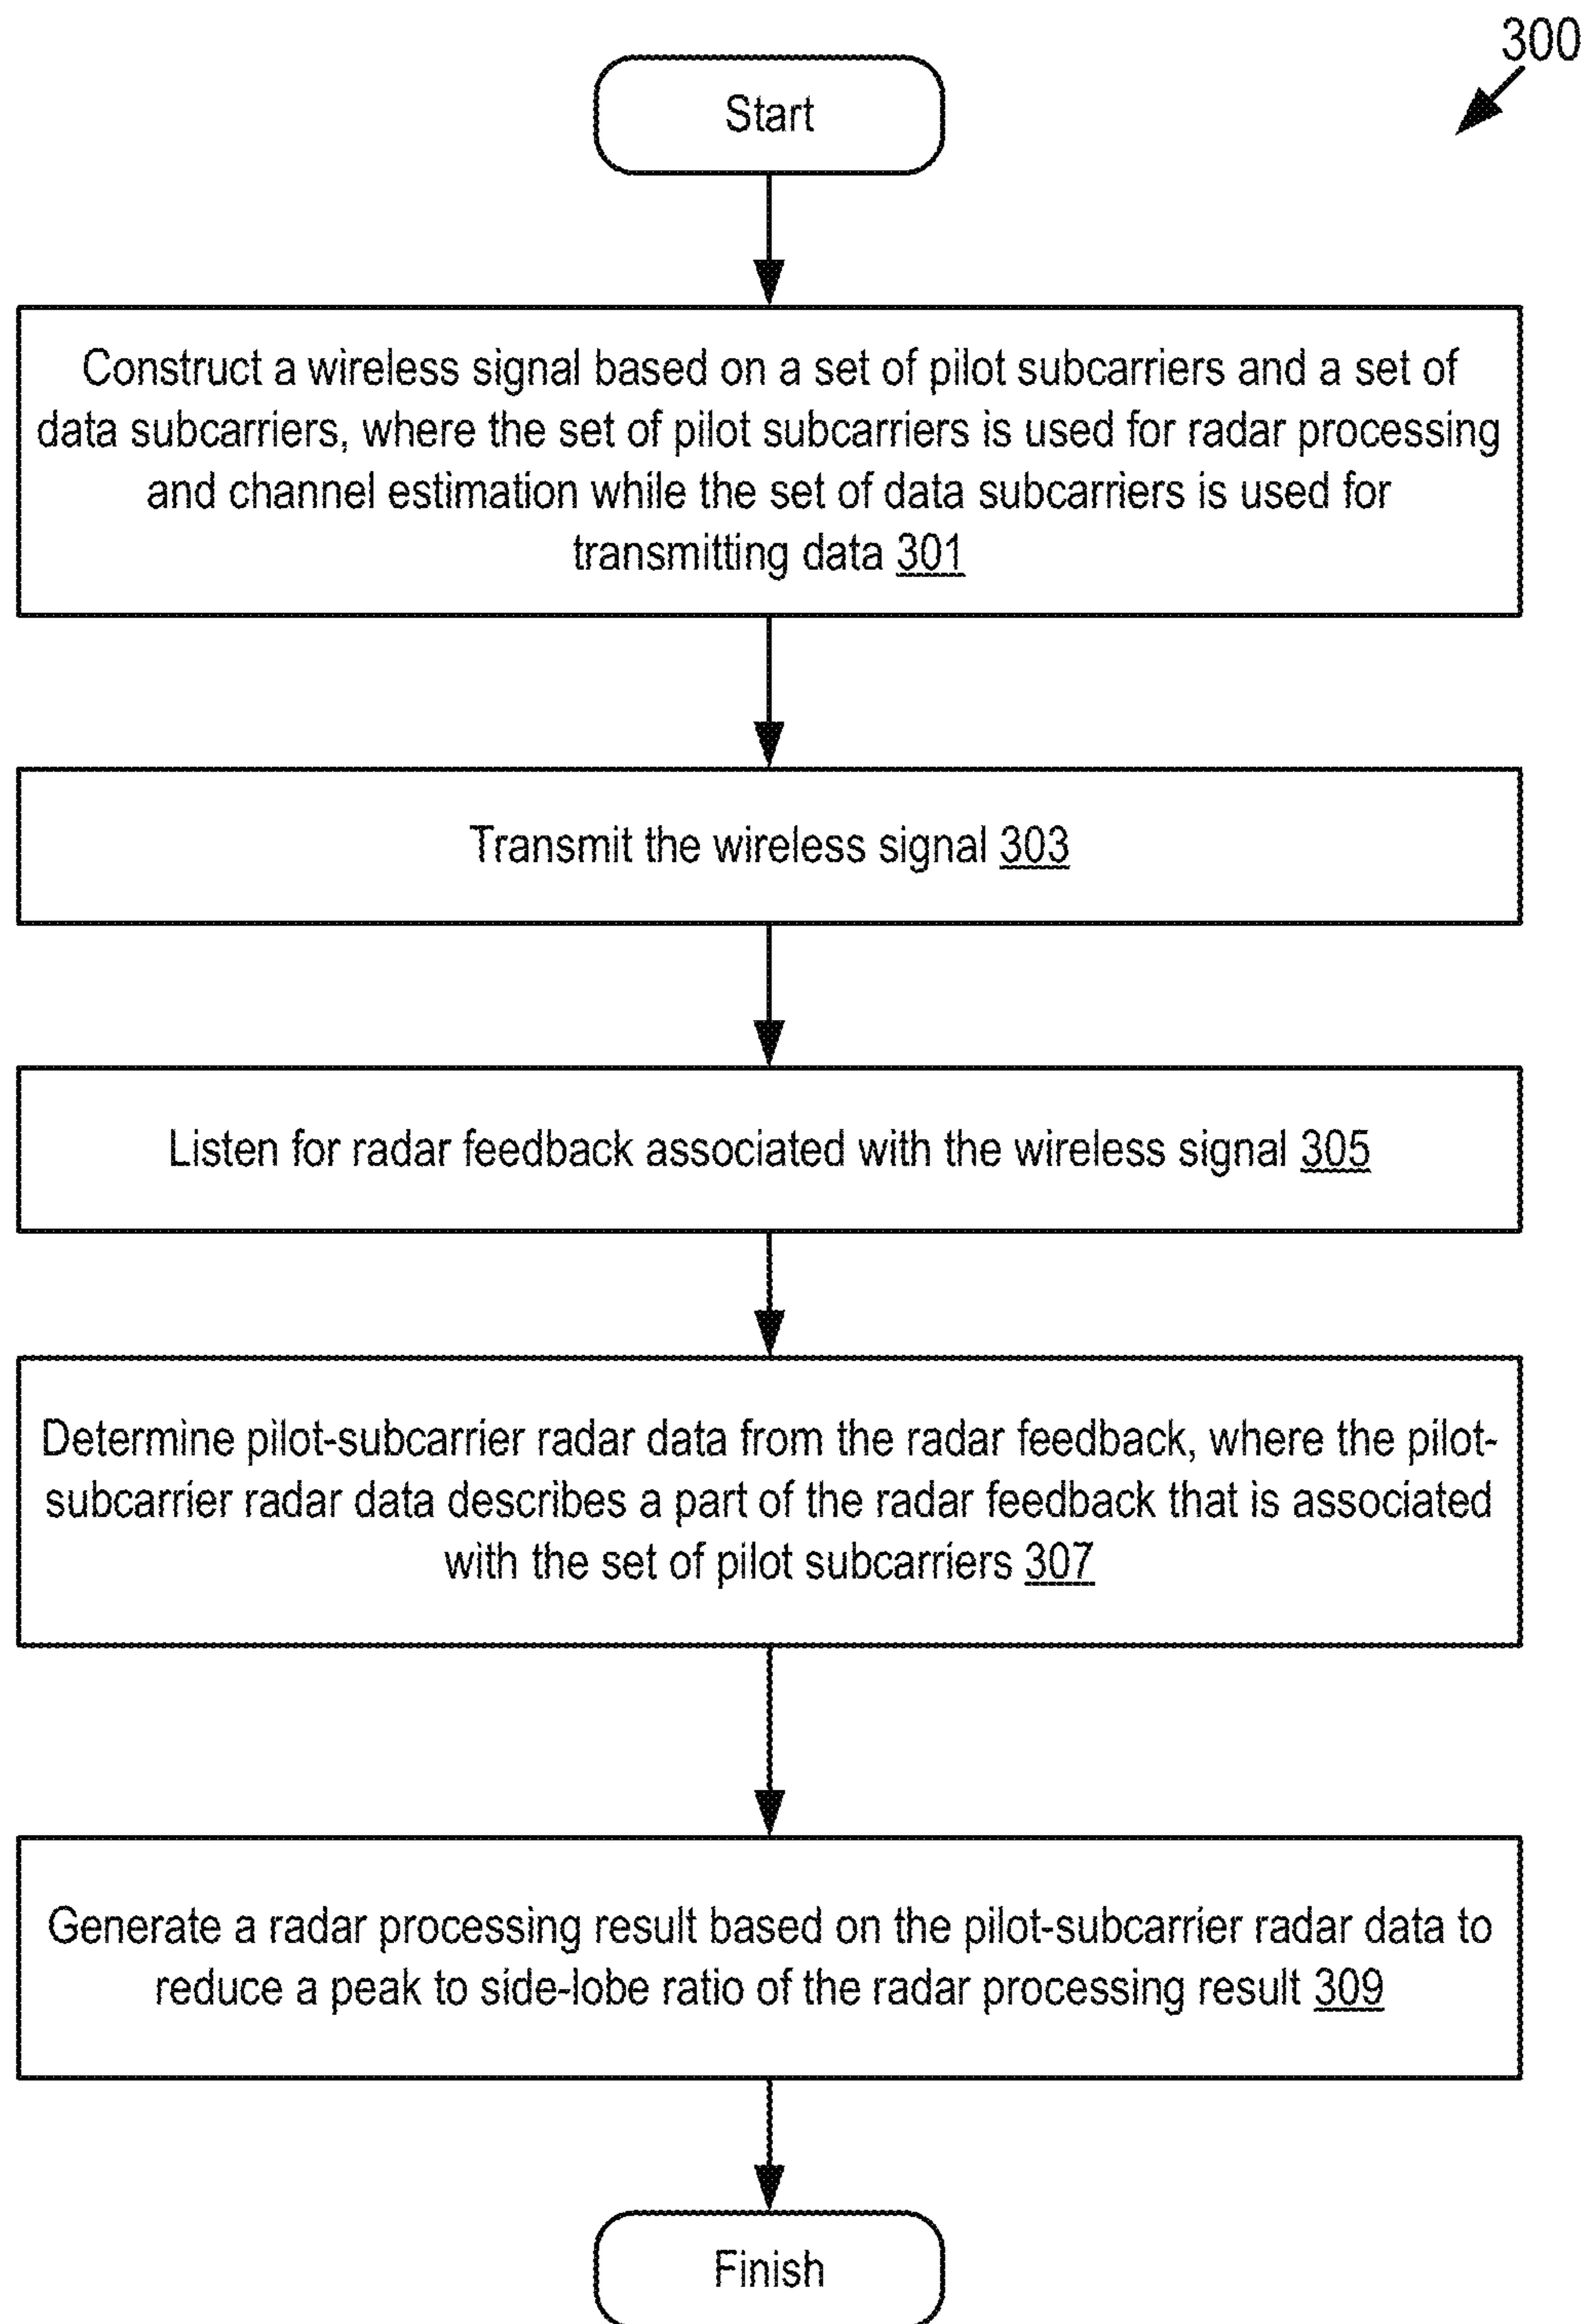 300
Start
Construct a wireless signal based on a set of pilot subcarriers and a set of
data subcarriers, where the set of pilot subcarriers is used for radar processing
and channel estimation while the set of data subcarriers is used for
transmitting data 301
Transmit the wireless signal 303
Listen for radar feedback associated with the wireless signal 305
Determine pilot-subcarrier radar data from the radar feedback, where the pilot-
subcarrier radar data describes a part of the radar feedback that is associated
with the set of pilot subcarriers 307
Generate a radar processing result based on the pilot-subcarrier radar data to
reduce a peak to side-lobe ratio of the radar processing result 309
Finish